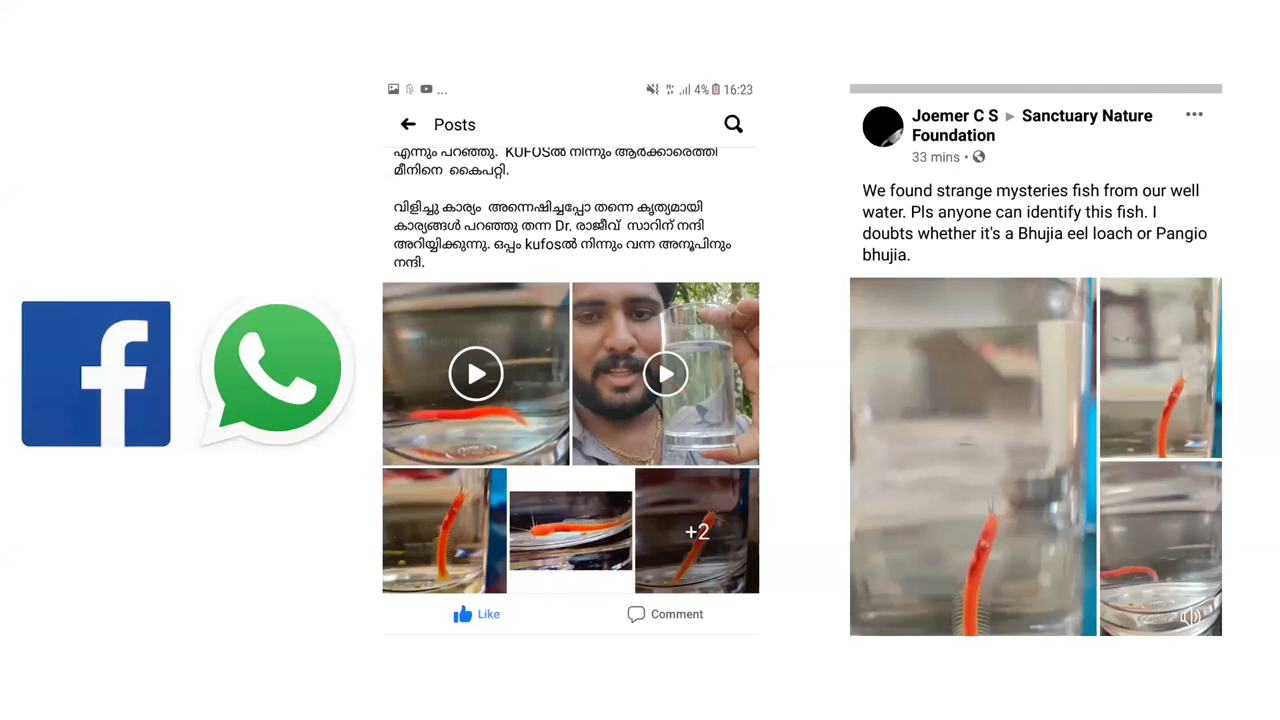 ... 4% 16:23
Posts
എന്നും പറഞ്ഞു. KUFOSൽ നിന്നും ആർക്കാരെത്തി
മീനിനെ കൈപറ്റി.
വിളിച്ചു കാര്യം അന്നെഷിച്ചപ്പോ തന്നെ കൃത്യമായി
കാര്യങ്ങൾ പറഞ്ഞു തന്ന Dr. രാജീവ് സാറിന് നന്ദി
അറിയ്യിക്കുന്നു. ഒപ്പം kufosൽ നിന്നും വന്ന അനൂപിനും
നന്ദി.
+2
Like Comment
Joemer C S ▸ Sanctuary Nature
Foundation
33 mins •
We found strange mysteries fish from our well
water. Pls anyone can identify this fish. I
doubts whether it's a Bhujia eel loach or Pangio
bhujia.